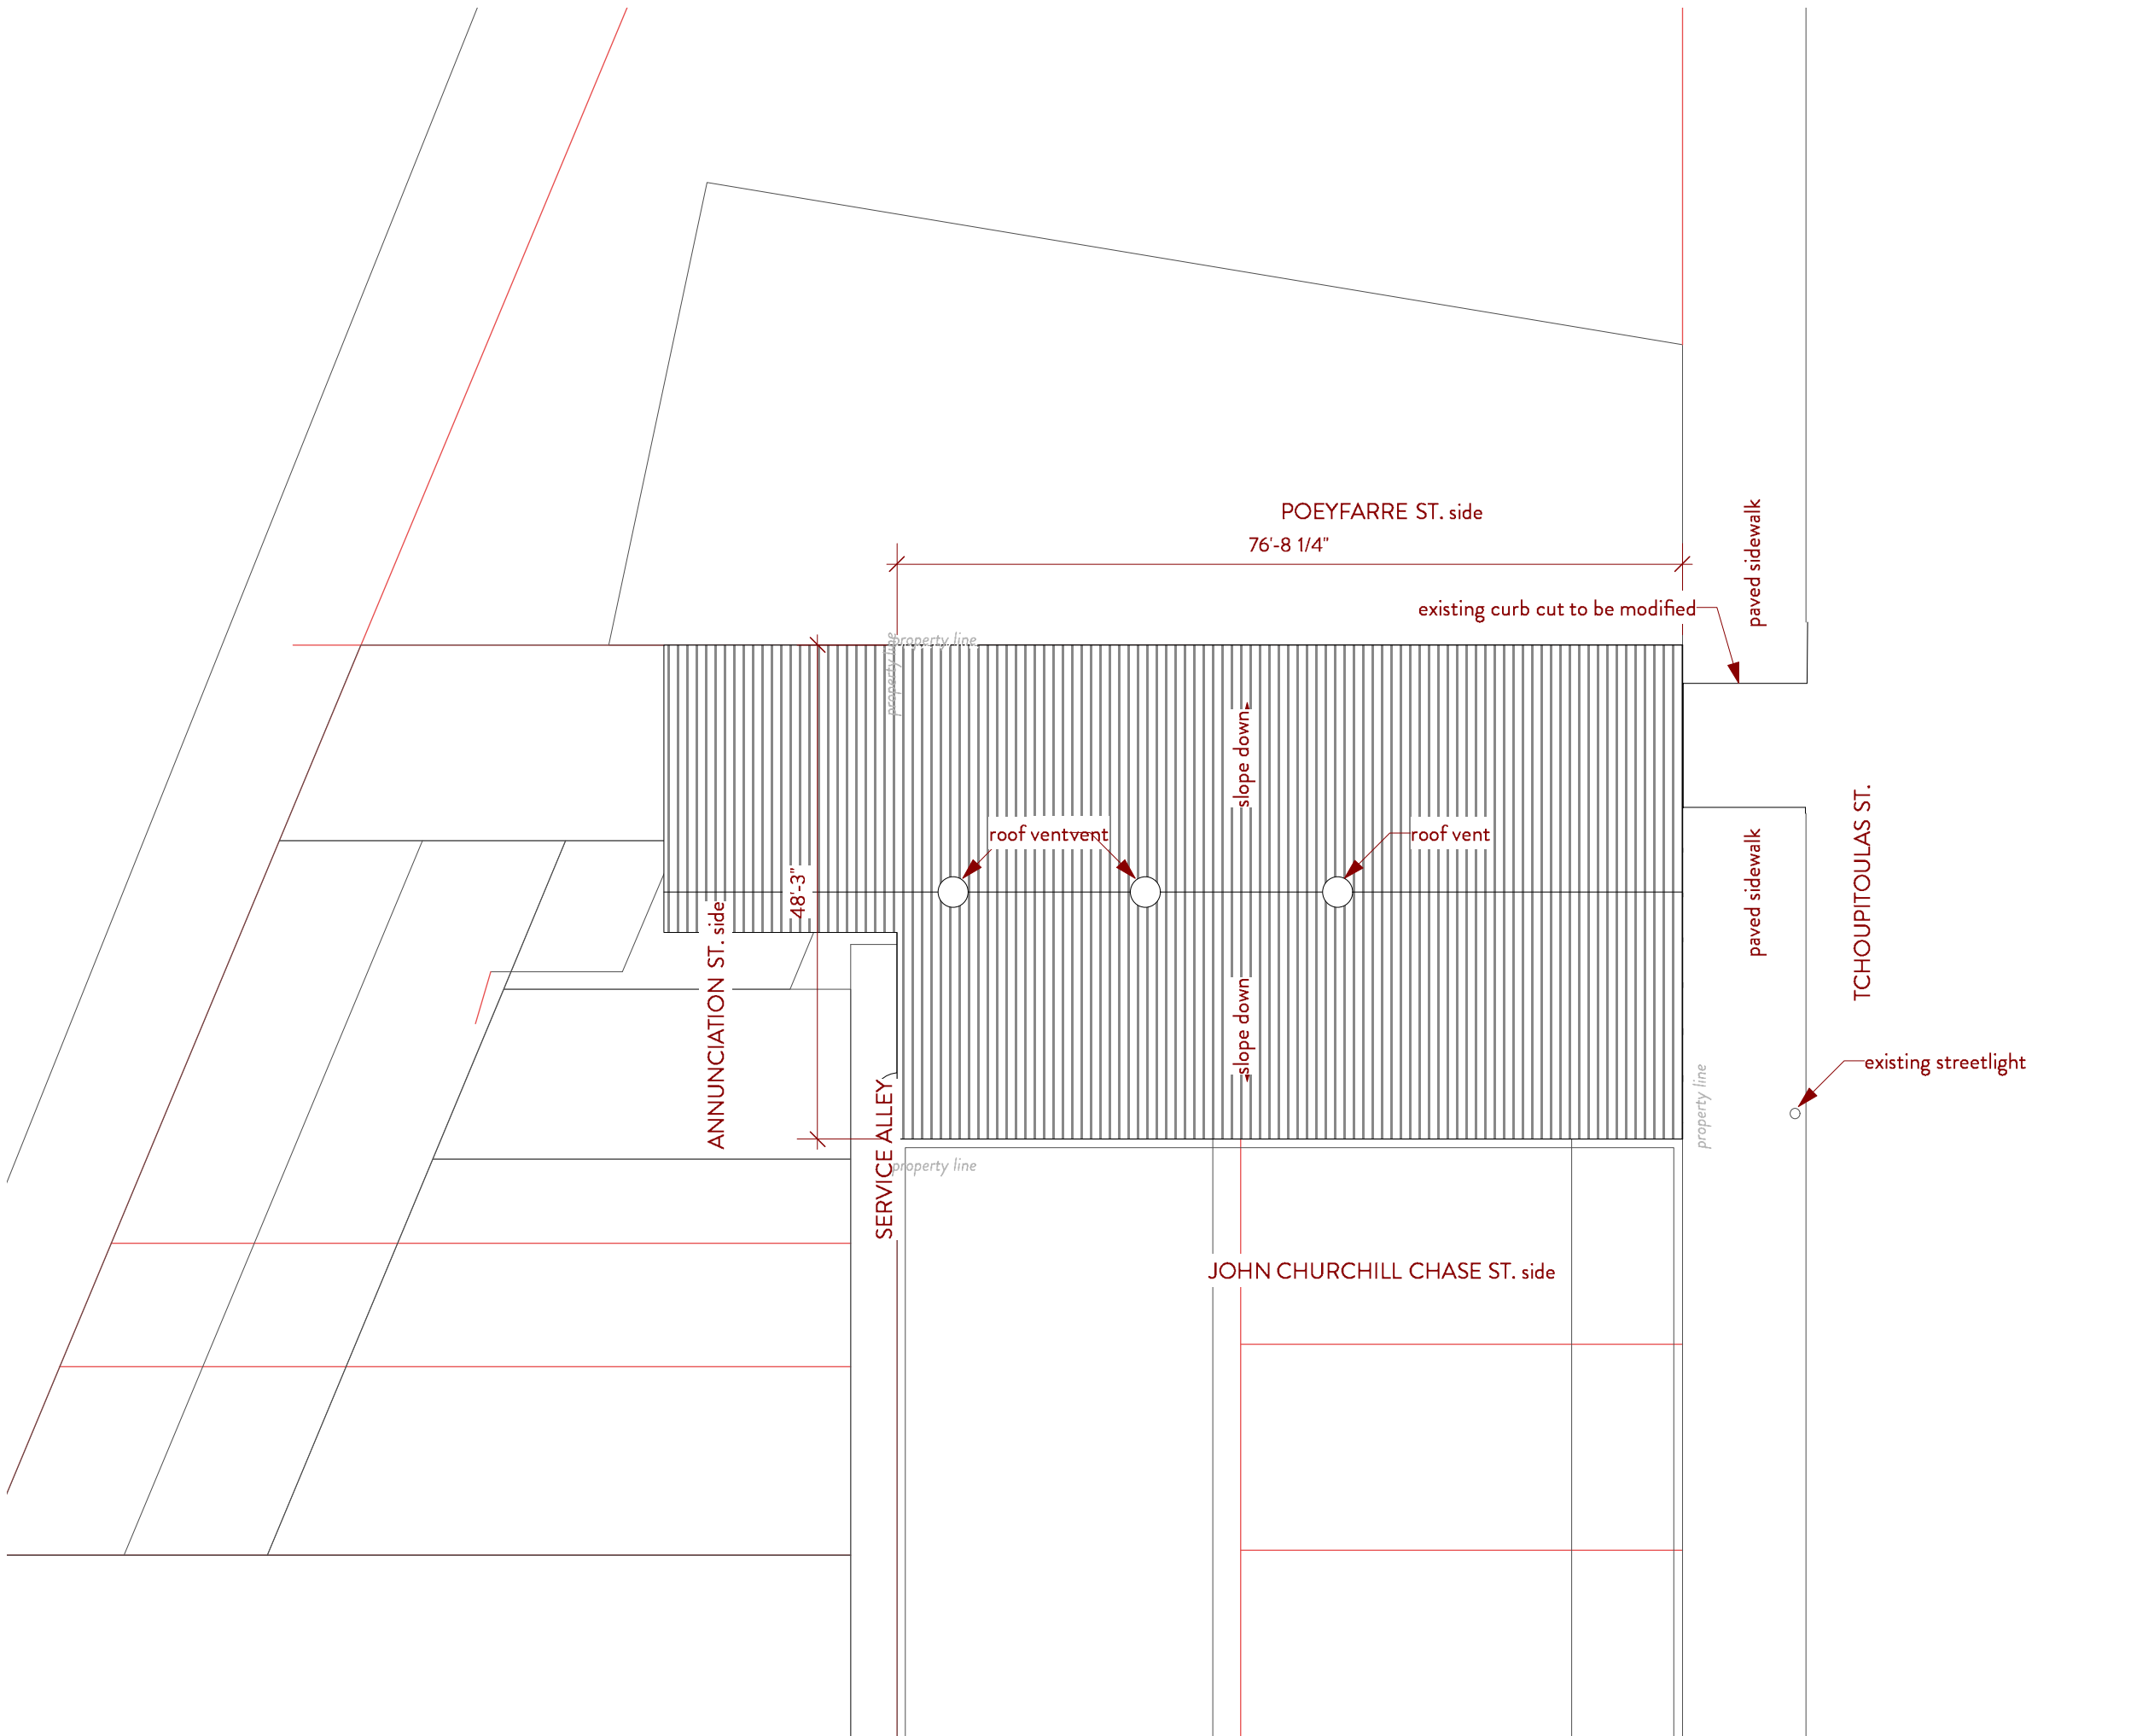 POEYFARRE ST. side
76'-8 1/4"
paved sidewalk
existing curb cut to be modified
property line
property line
slope down
roof vent
vent
roof vent
48'-3"
paved sidewalk
TCHOUPITOULAS ST.
ANNUNCIATION ST. side
slope down
existing streetlight
property line
SERVICE ALLEY
property line
JOHN CHURCHILL CHASE ST. side